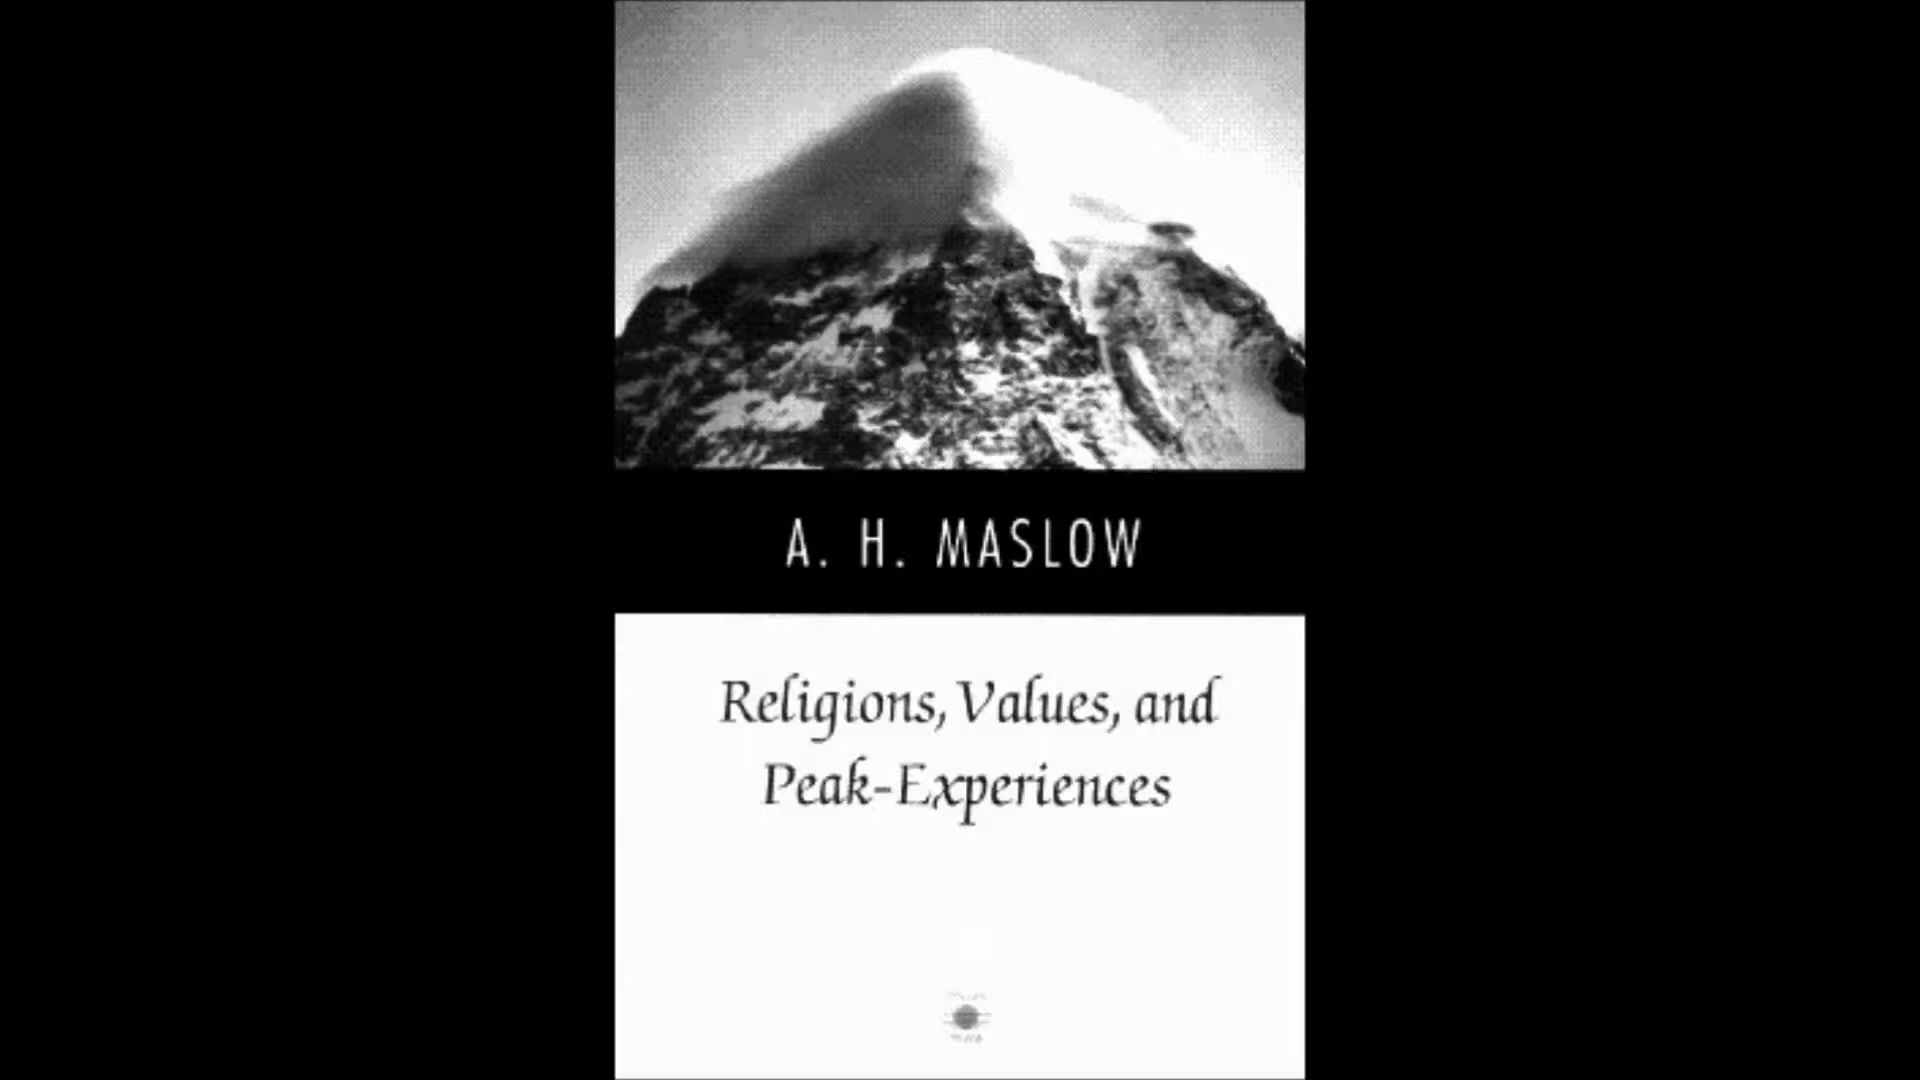 A. H. MASLOW
Religions, Values, and
Peak-Experiences